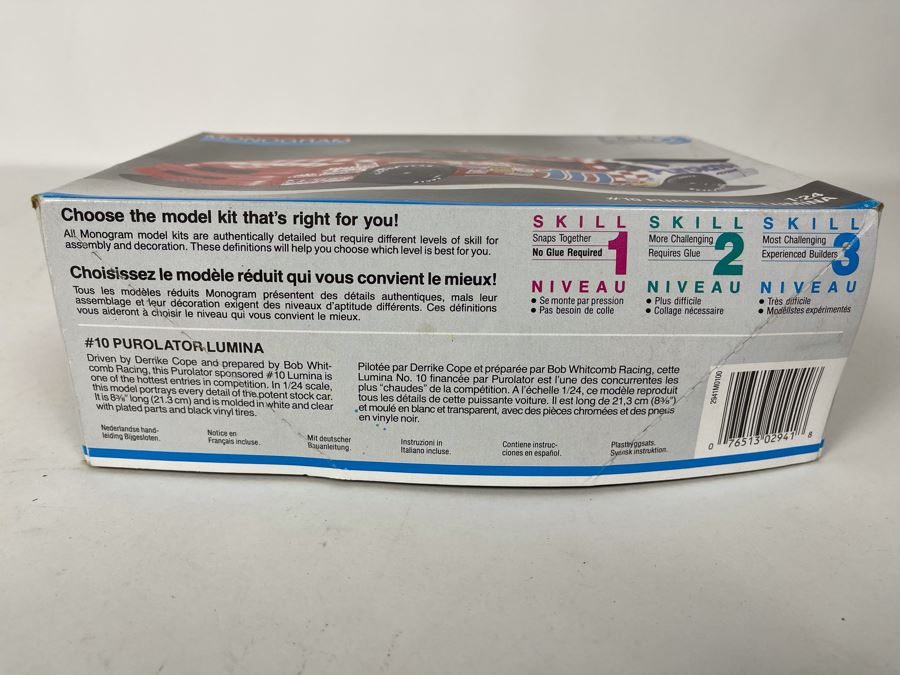 MONOGRAM
1:24
#10 PUROLATOR LUMINA
Choose the model kit that's right for you!
All Monogram model kits are authentically detailed but require different levels of skill for
assembly and decoration. These definitions will help you choose which level is best for you.
Choisissez le modèle réduit qui vous convient le mieux!
Tous les modèles réduits Monogram présentent des détails authentiques, mais leur
assemblage et leur décoration exigent des niveaux d'aptitude différents. Ces définitions
vous aideront à choisir le niveau qui vous convient le mieux.
SKILL 1
Snaps Together
No Glue Required
NIVEAU
• Se monte par pression
• Pas besoin de colle
SKILL 2
More Challenging
Requires Glue
NIVEAU
• Plus difficile
• Collage nécessaire
SKILL 3
Most Challenging
Experienced Builders
NIVEAU
• Très difficile
• Modélistes expérimentés
#10 PUROLATOR LUMINA
Driven by Derrike Cope and prepared by Bob Whit-
comb Racing, this Purolator sponsored #10 Lumina is
one of the hottest entries in competition. In 1/24 scale,
this model portrays every detail of the potent stock car.
It is 8⅜" long (21.3 cm) and is molded in white and clear
with plated parts and black vinyl tires.
Pilotée par Derrike Cope et préparée par Bob Whitcomb Racing, cette
Lumina No. 10 financée par Purolator est l'une des concurrentes les
plus "chaudes" de la compétition. A l'échelle 1/24, ce modèle reproduit
tous les détails de cette puissante voiture. Il est long de 21,3 cm (8⅜")
et moulé en blanc et transparent, avec des pièces chromées et des pneus
en vinyle noir.
Nederlandse hand-
leiding Bijgesloten.
Notice en
Français incluse.
Mit deutscher
Bauanleitung.
Instruzioni in
Italiano incluse.
Contiene instruc-
ciones en español.
Plastbyggsats.
Svensk instruktion.
2941M0100
0 76513 02941 8